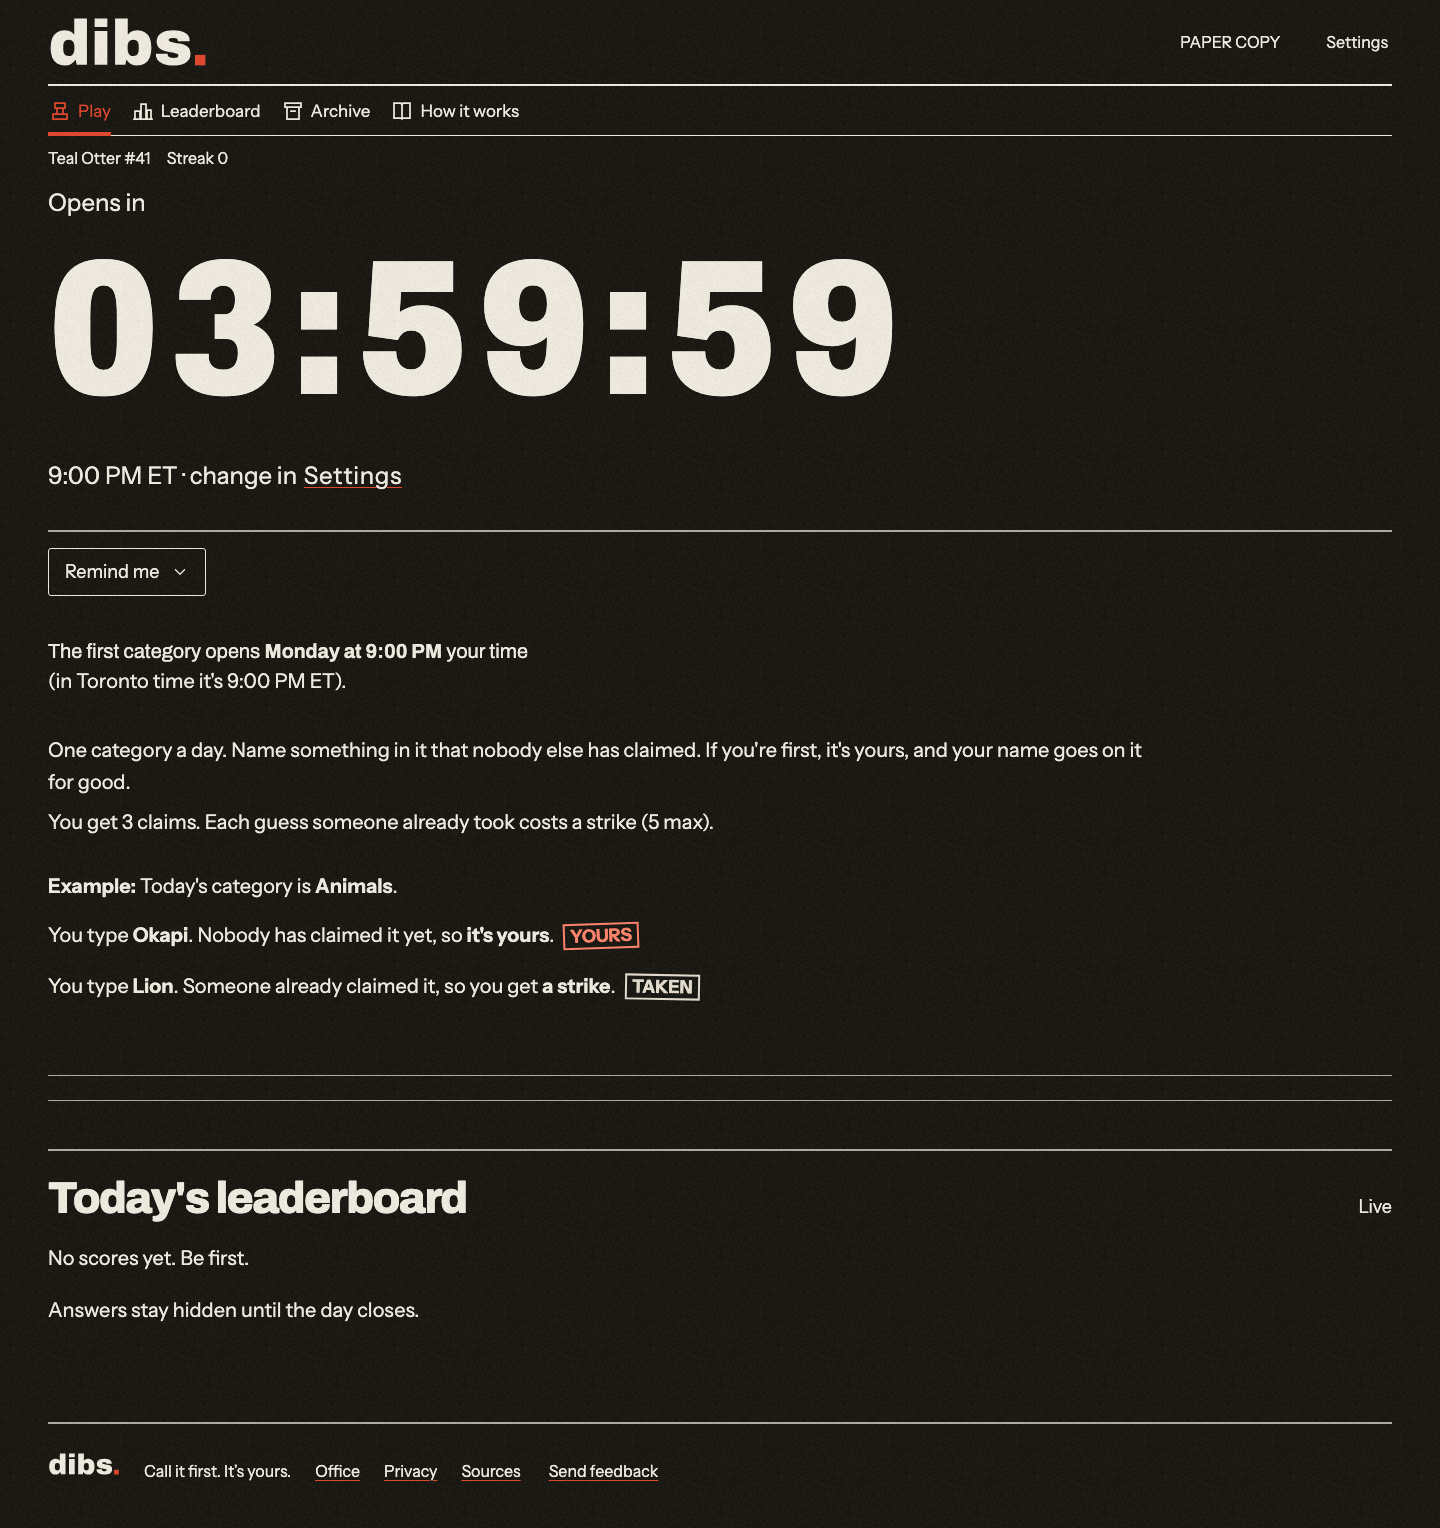 dibs.
PAPER COPY Settings
Play Leaderboard Archive How it works
Teal Otter #41 Streak 0
Opens in
03:59:59
9:00 PM ET · change in Settings
Remind me
The first category opens Monday at 9:00 PM your time
(in Toronto time it's 9:00 PM ET).
One category a day. Name something in it that nobody else has claimed. If you're first, it's yours, and your name goes on it
for good.
You get 3 claims. Each guess someone already took costs a strike (5 max).
Example: Today's category is Animals.
You type Okapi. Nobody has claimed it yet, so it's yours. YOURS
You type Lion. Someone already claimed it, so you get a strike. TAKEN
Today's leaderboard
Live
No scores yet. Be first.
Answers stay hidden until the day closes.
dibs. Call it first. It's yours. Office Privacy Sources Send feedback